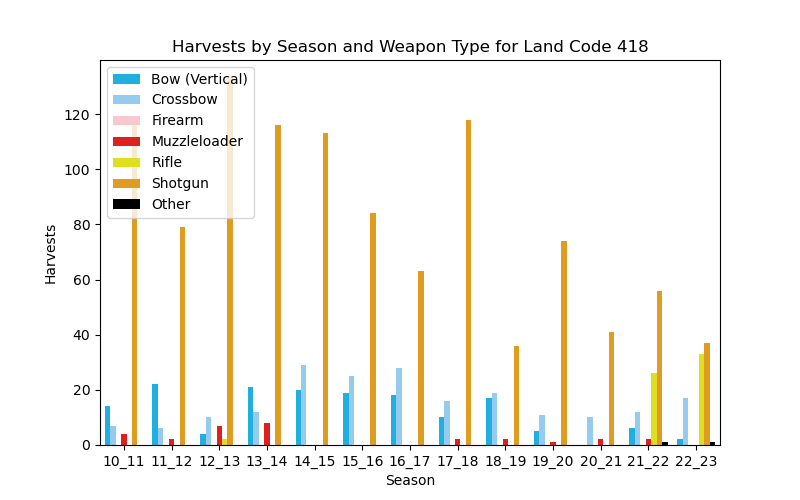 Harvests by Season and Weapon Type for Land Code 418
Bow (Vertical)
Crossbow
Firearm
Muzzleloader
Rifle
Shotgun
Other
120
100
80
60
40
20
0
Harvests
10_11 11_12 12_13 13_14 14_15 15_16 16_17 17_18 18_19 19_20 20_21 21_22 22_23
Season